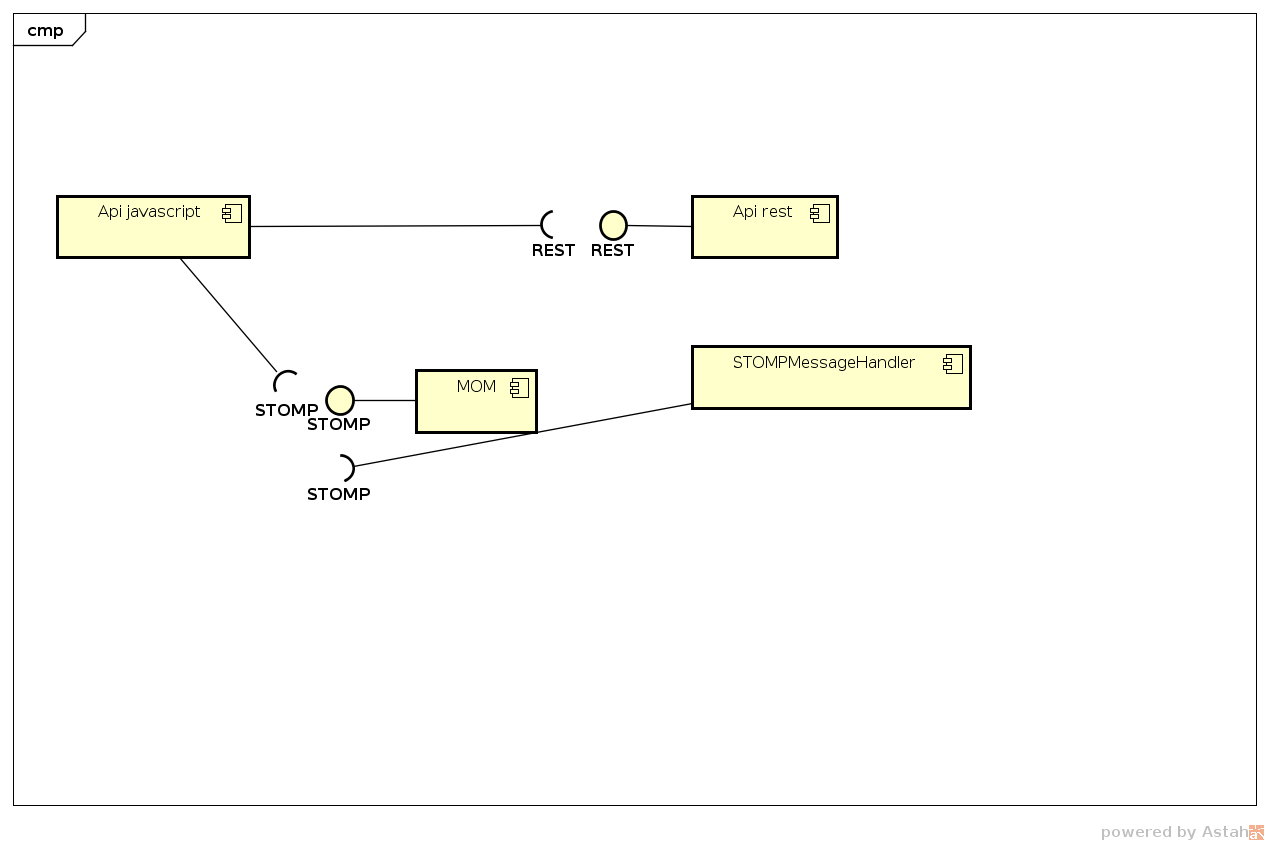 cmp
Api javascript
Api rest
REST
REST
STOMPMessageHandler
MOM
STOMP
STOMP
STOMP
powered by Astah